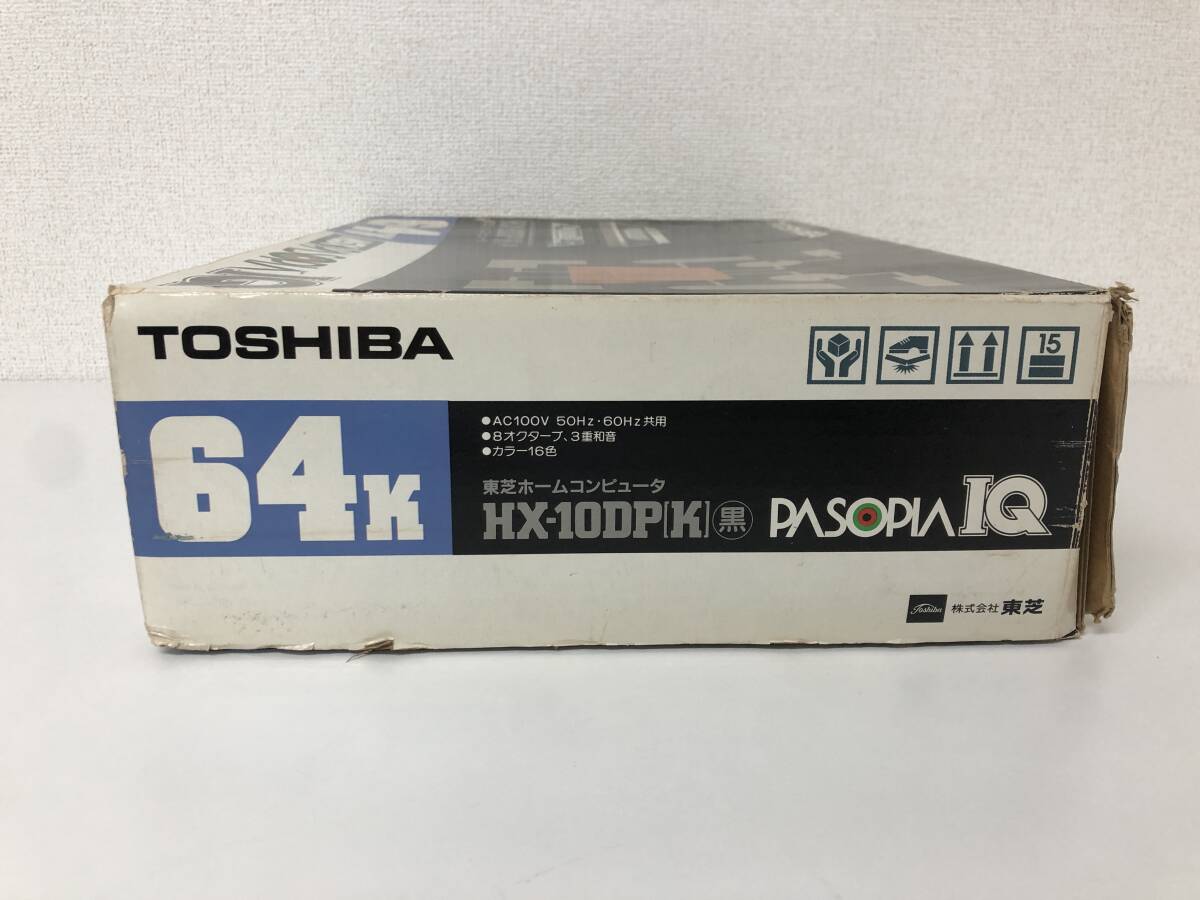 TOSHIBA
15
64K
●AC100V 50Hz・60Hz共用
●8オクターブ、3重和音
●カラー16色
東芝ホームコンピュータ
HX-10DP[K]黒 PASOPIA IQ
Toshiba 株式会社 東芝